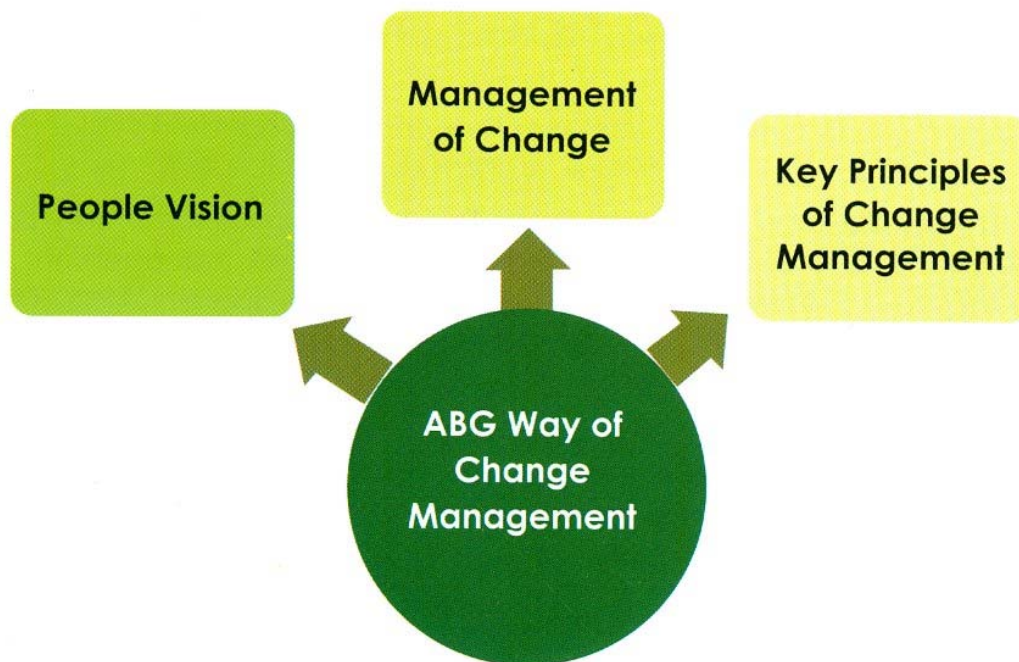 Management
of Change
People Vision
Key Principles
of Change
Management
ABG Way of
Change
Management